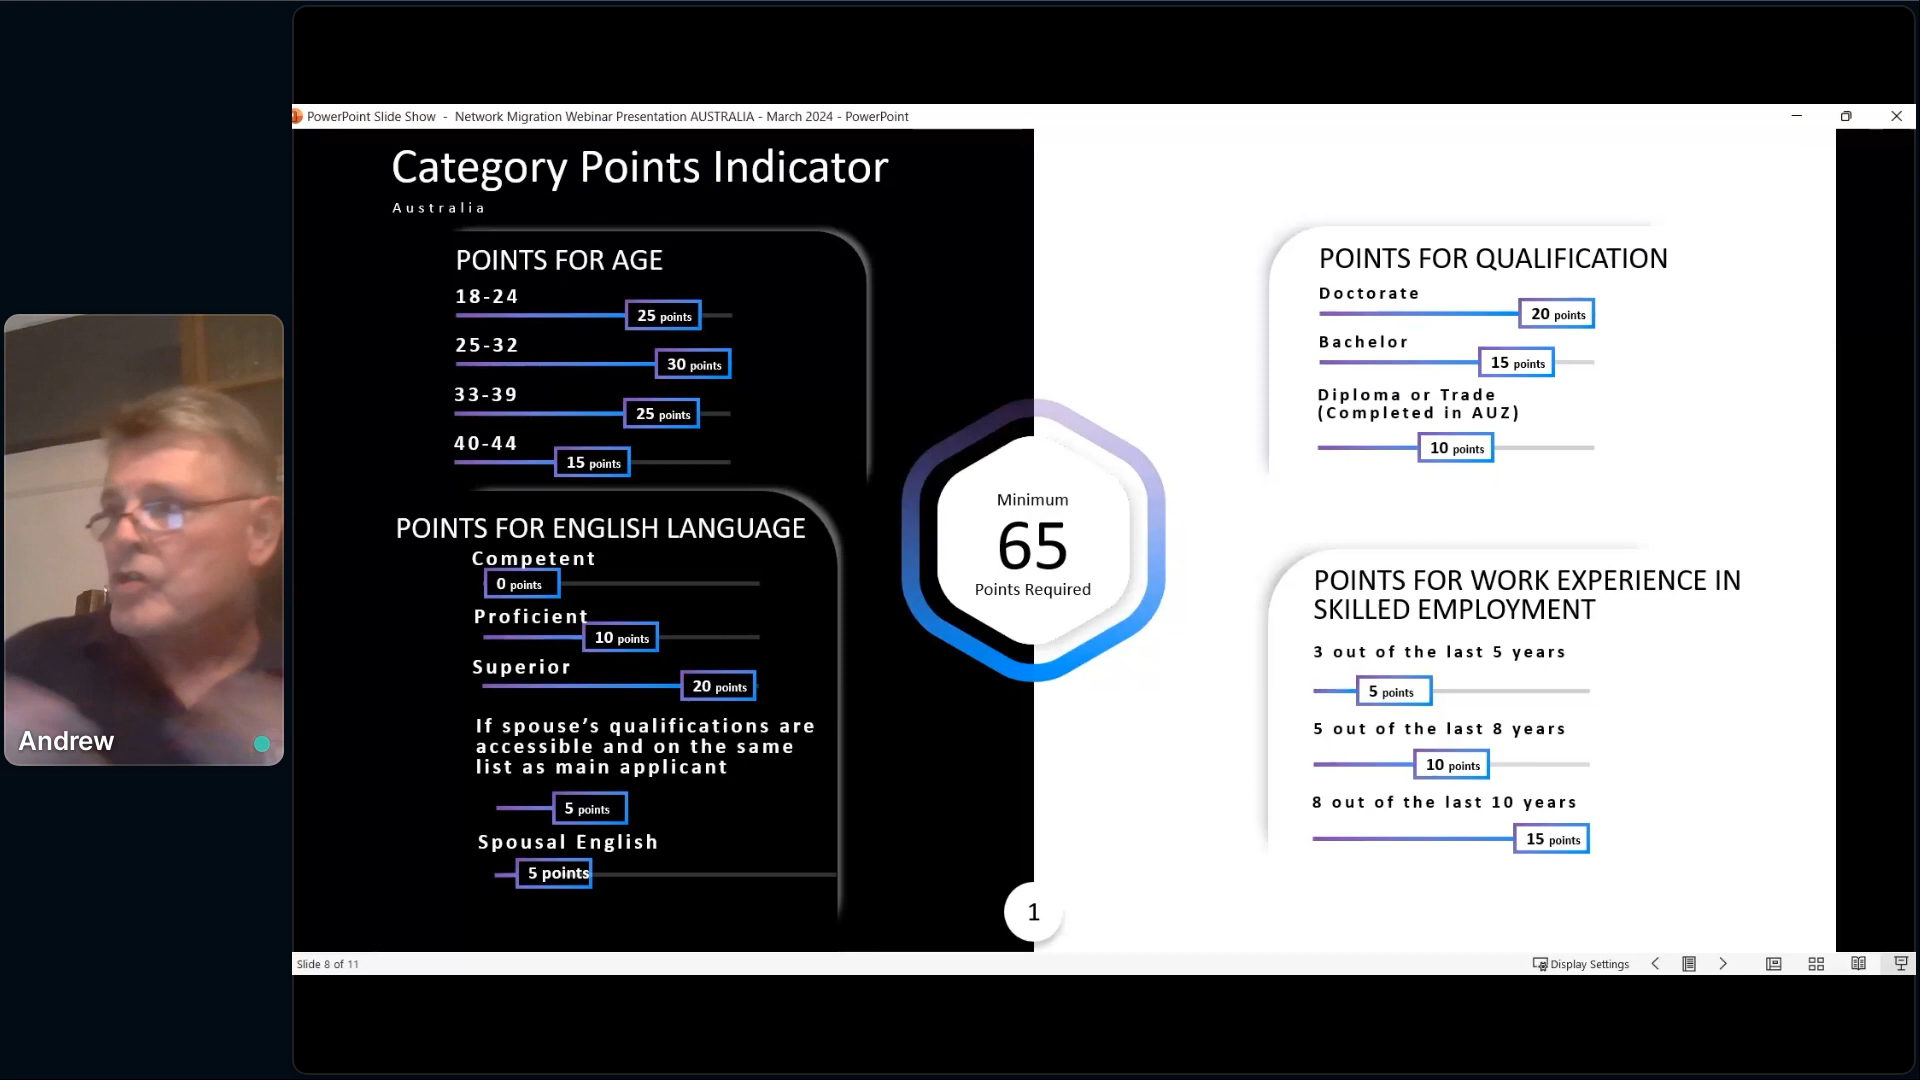 PowerPoint Slide Show - Network Migration Webinar Presentation AUSTRALIA - March 2024 - PowerPoint
Category Points Indicator
Australia
POINTS FOR AGE
18-24
25 points
25-32
30 points
33-39
25 points
40-44
15 points
POINTS FOR ENGLISH LANGUAGE
Competent
0 points
Proficient
10 points
Superior
20 points
If spouse’s qualifications are
accessible and on the same
list as main applicant
5 points
Spousal English
5 points
Minimum
65
Points Required
1
POINTS FOR QUALIFICATION
Doctorate
20 points
Bachelor
15 points
Diploma or Trade
(Completed in AUZ)
10 points
POINTS FOR WORK EXPERIENCE IN
SKILLED EMPLOYMENT
3 out of the last 5 years
5 points
5 out of the last 8 years
10 points
8 out of the last 10 years
15 points
Andrew
Slide 8 of 11
Display Settings